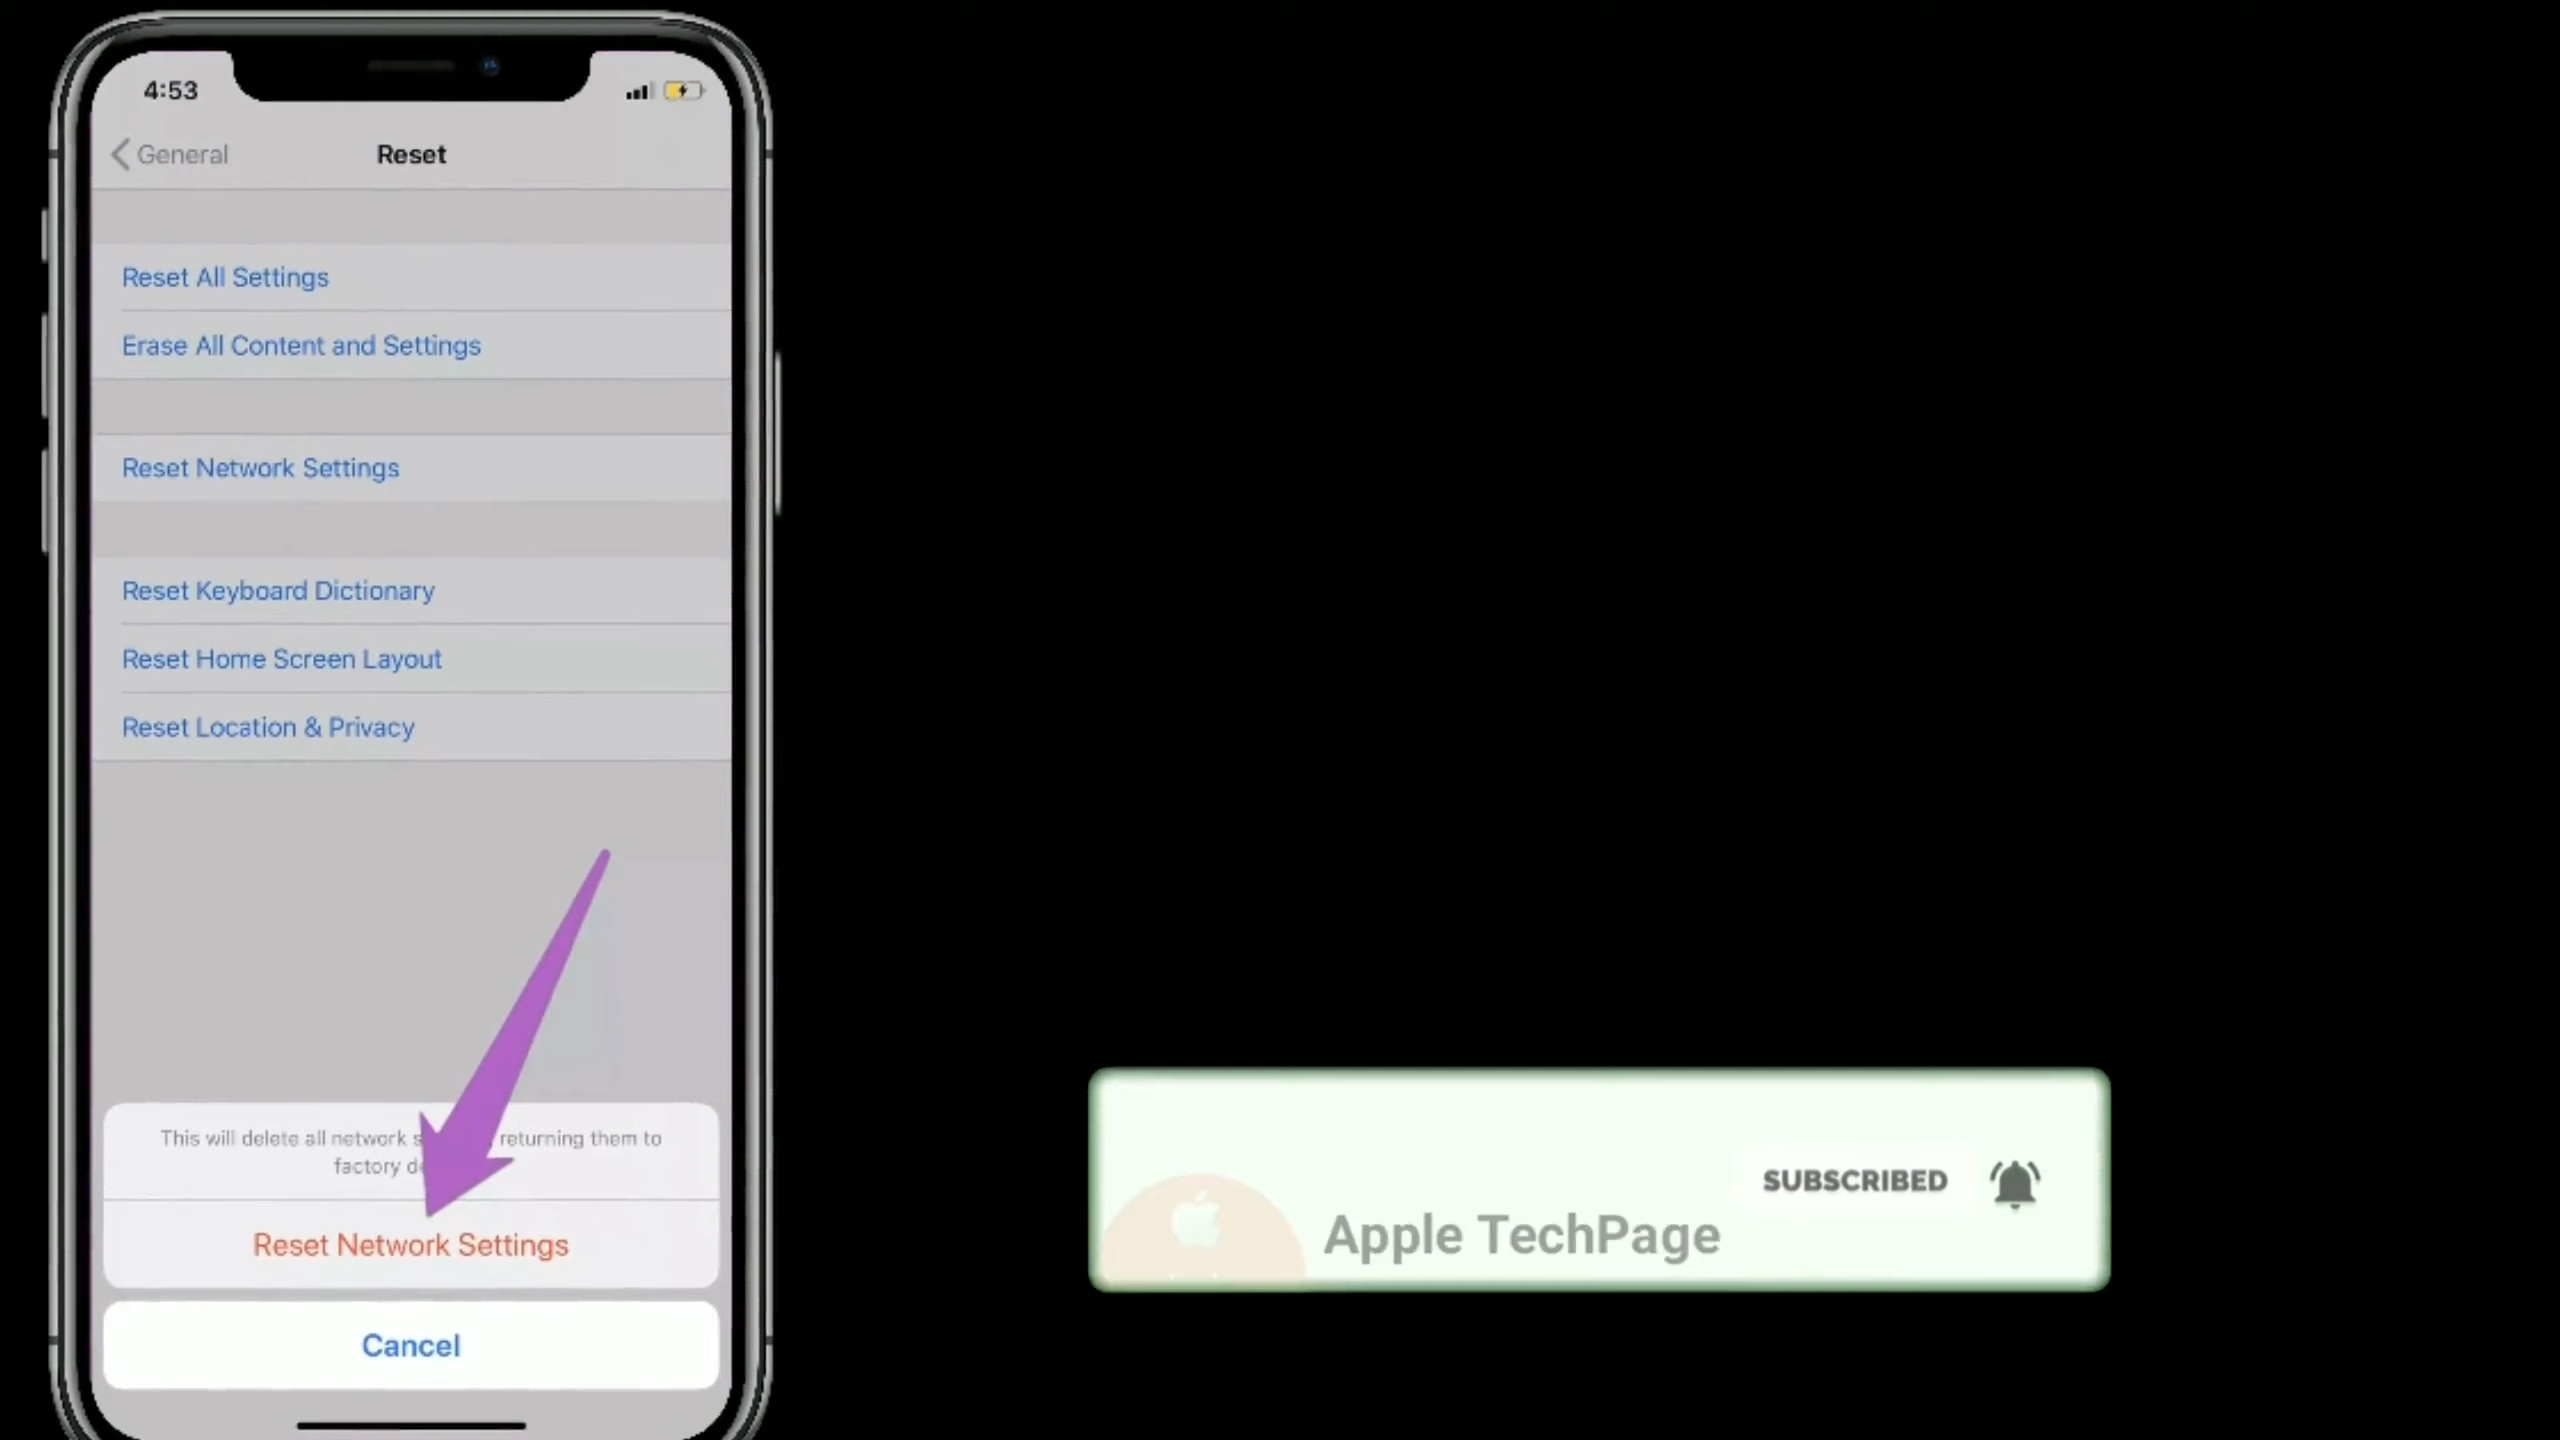 4:53
General
Reset
Reset All Settings
Erase All Content and Settings
Reset Network Settings
Reset Keyboard Dictionary
Reset Home Screen Layout
Reset Location & Privacy
This will delete all network returning them to
factory
Reset Network Settings
Cancel
SUBSCRIBED
Apple TechPage